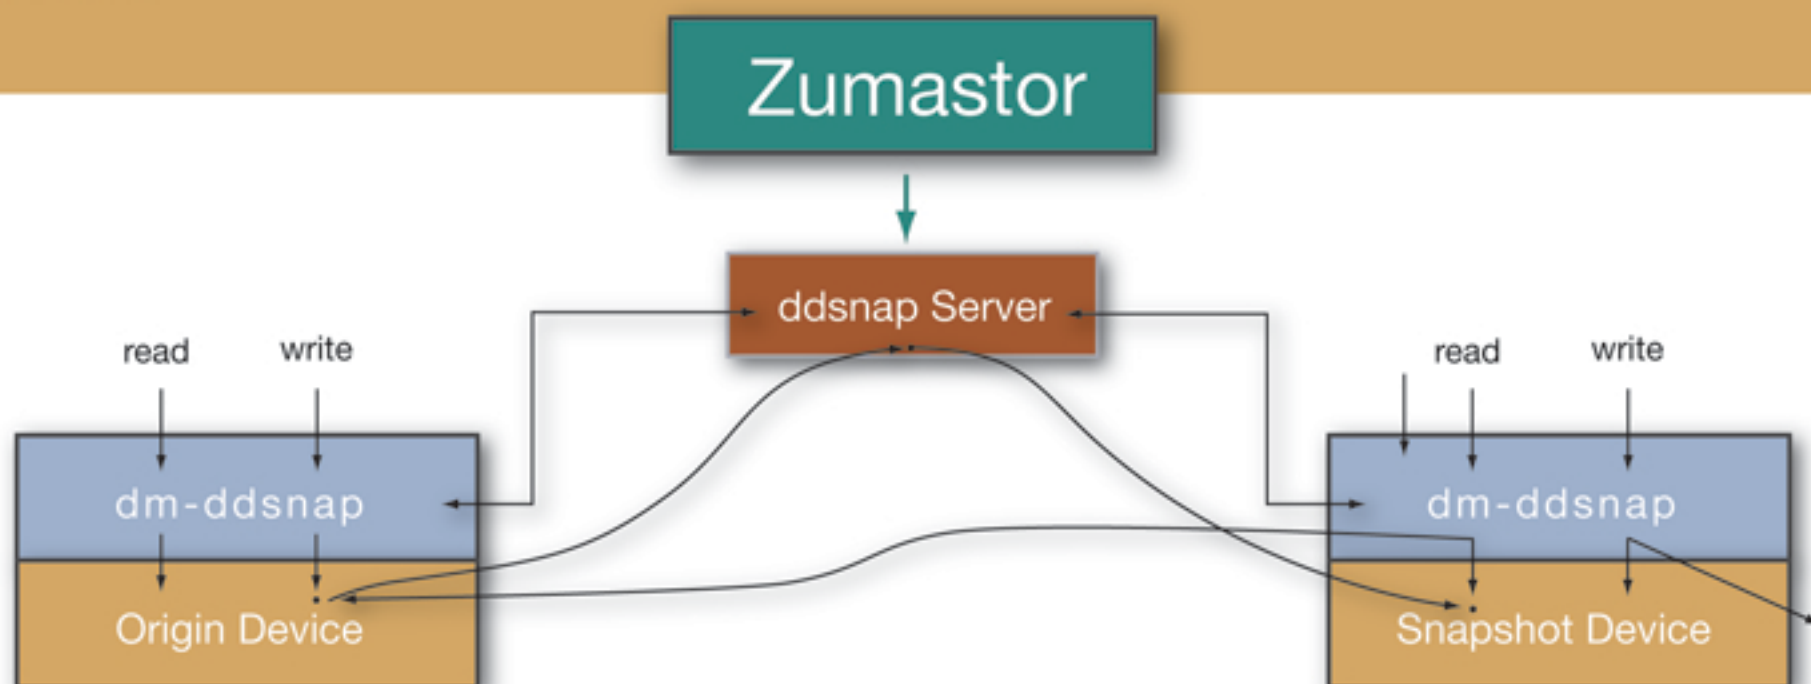 Zumastor
ddsnap Server
read write
read write
dm-ddsnap
dm-ddsnap
Origin Device
Snapshot Device